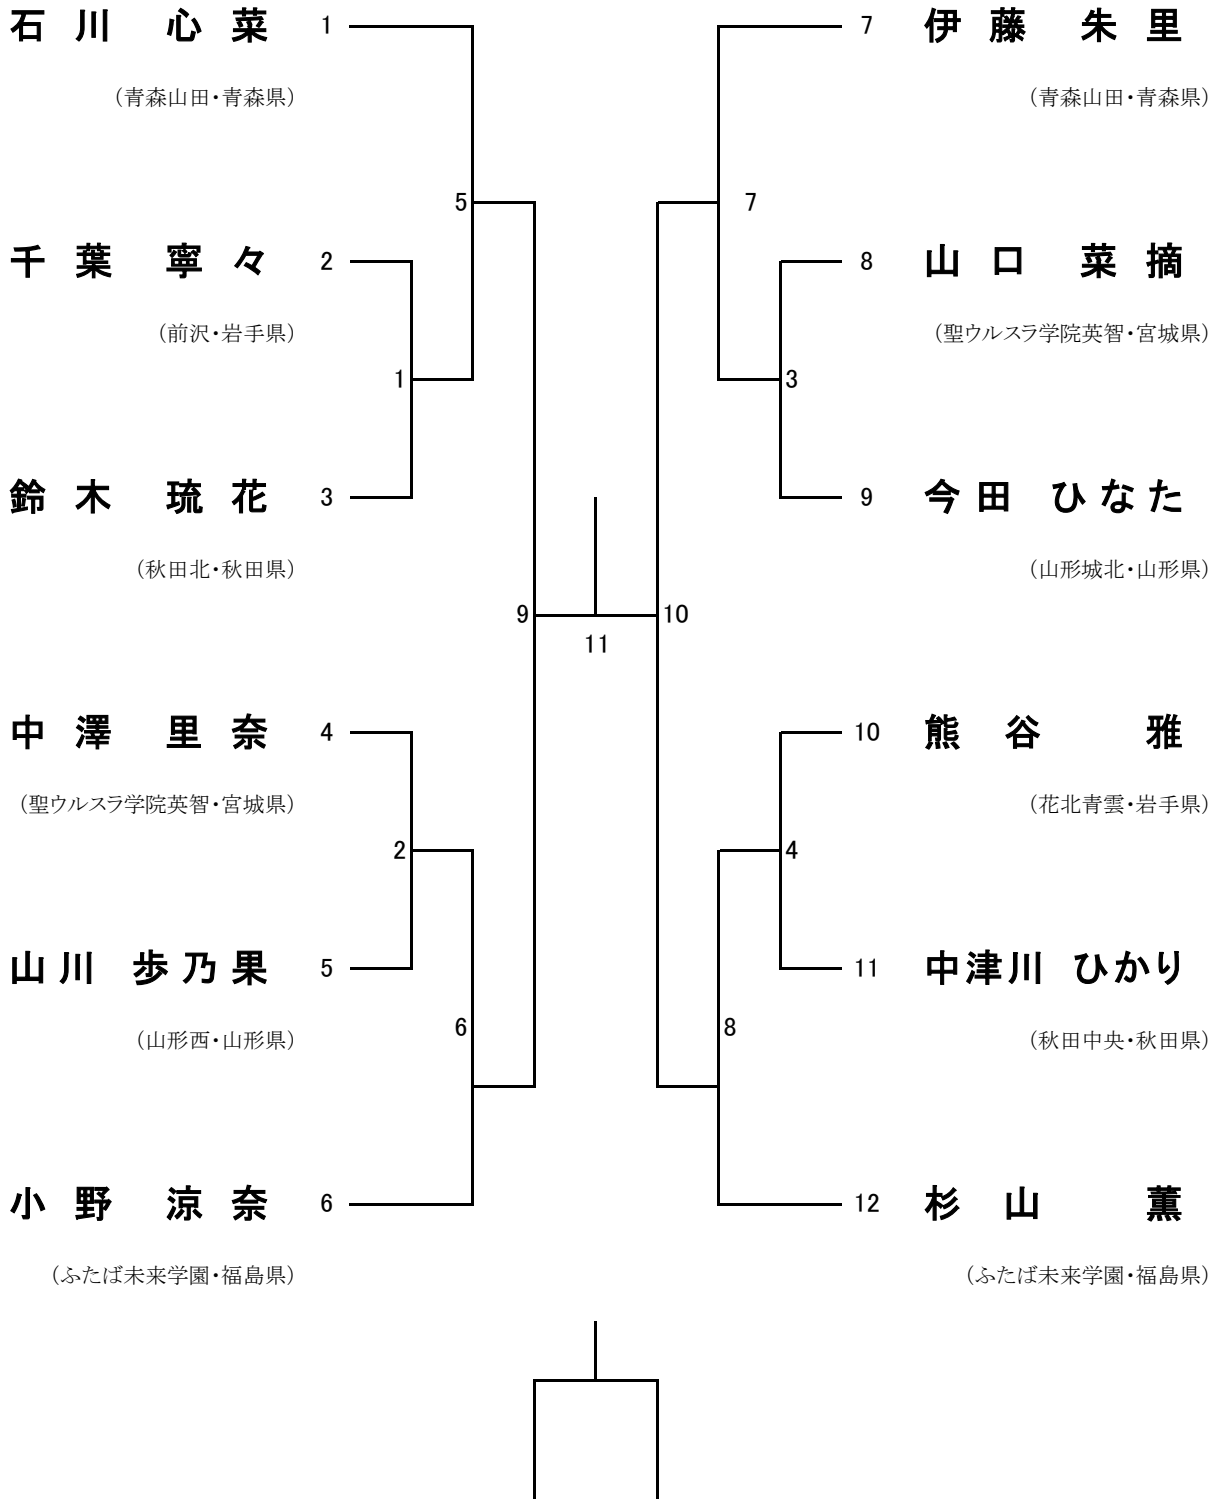 石川 心菜 1
(青森山田・青森県)
5
千葉 寧々 2
(前沢・岩手県)
1
鈴木 琉花 3
(秋田北・秋田県)
9
中澤 里奈 4
(聖ウルスラ学院英智・宮城県)
2
山川 歩乃果 5
(山形西・山形県)
6
小野 涼奈 6
(ふたば未来学園・福島県)
11
7 伊藤 朱里
(青森山田・青森県)
7
8 山口 菜摘
(聖ウルスラ学院英智・宮城県)
3
9 今田 ひなた
(山形城北・山形県)
10
10 熊谷 雅
(花北青雲・岩手県)
4
11 中津川 ひかり
(秋田中央・秋田県)
8
12 杉山 薫
(ふたば未来学園・福島県)